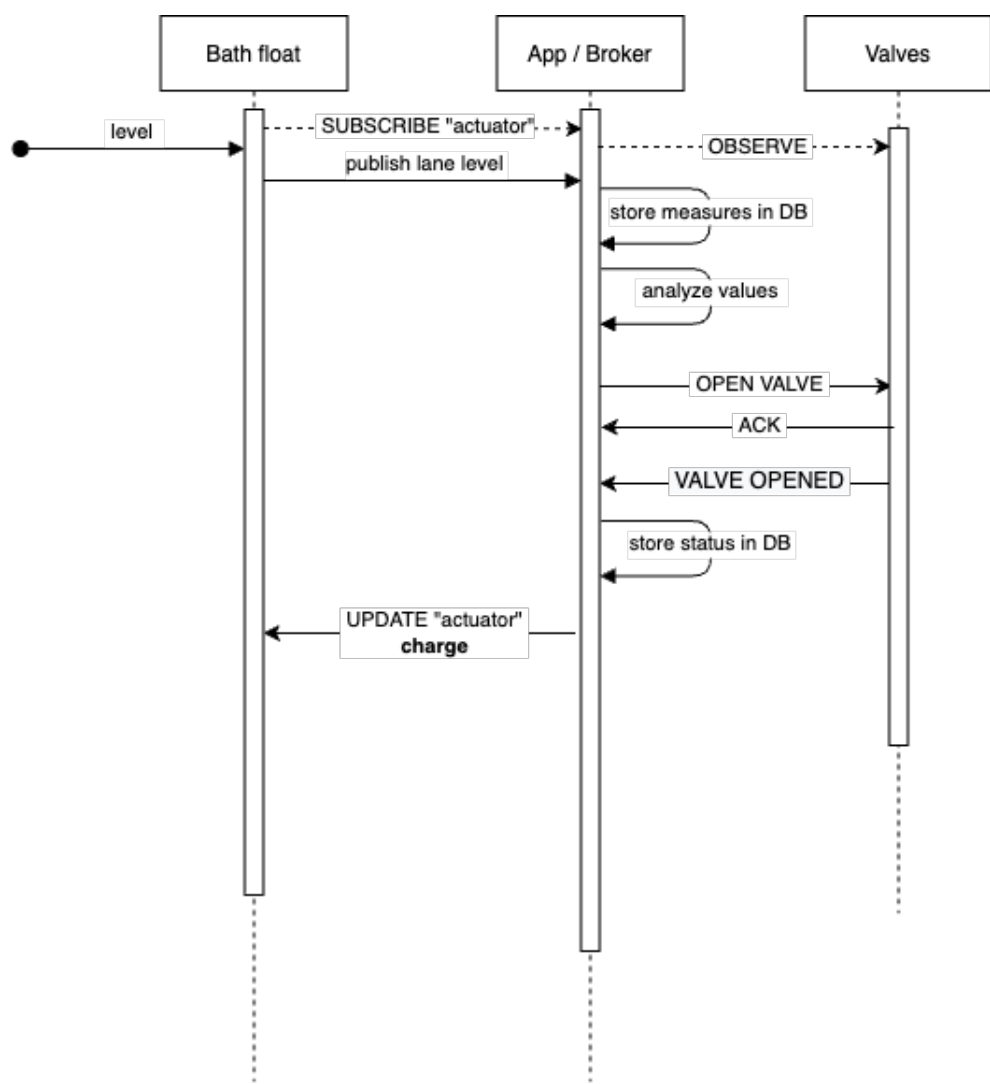 Bath float
App / Broker
Valves
level
SUBSCRIBE "actuator"
OBSERVE
publish lane level
store measures in DB
analyze values
OPEN VALVE
ACK
VALVE OPENED
store status in DB
UPDATE "actuator"
charge